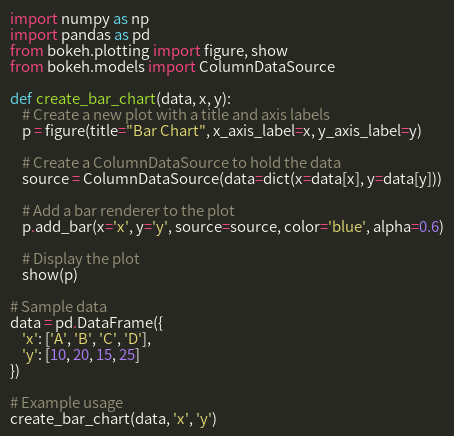 import numpy as np
import pandas as pd
from bokeh.plotting import figure, show
from bokeh.models import ColumnDataSource

def create_bar_chart(data, x, y):
    # Create a new plot with a title and axis labels
    p = figure(title="Bar Chart", x_axis_label=x, y_axis_label=y)

    # Create a ColumnDataSource to hold the data
    source = ColumnDataSource(data=dict(x=data[x], y=data[y]))

    # Add a bar renderer to the plot
    p.add_bar(x='x', y='y', source=source, color='blue', alpha=0.6)

    # Display the plot
    show(p)

# Sample data
data = pd.DataFrame({
    'x': ['A', 'B', 'C', 'D'],
    'y': [10, 20, 15, 25]
})

# Example usage
create_bar_chart(data, 'x', 'y')